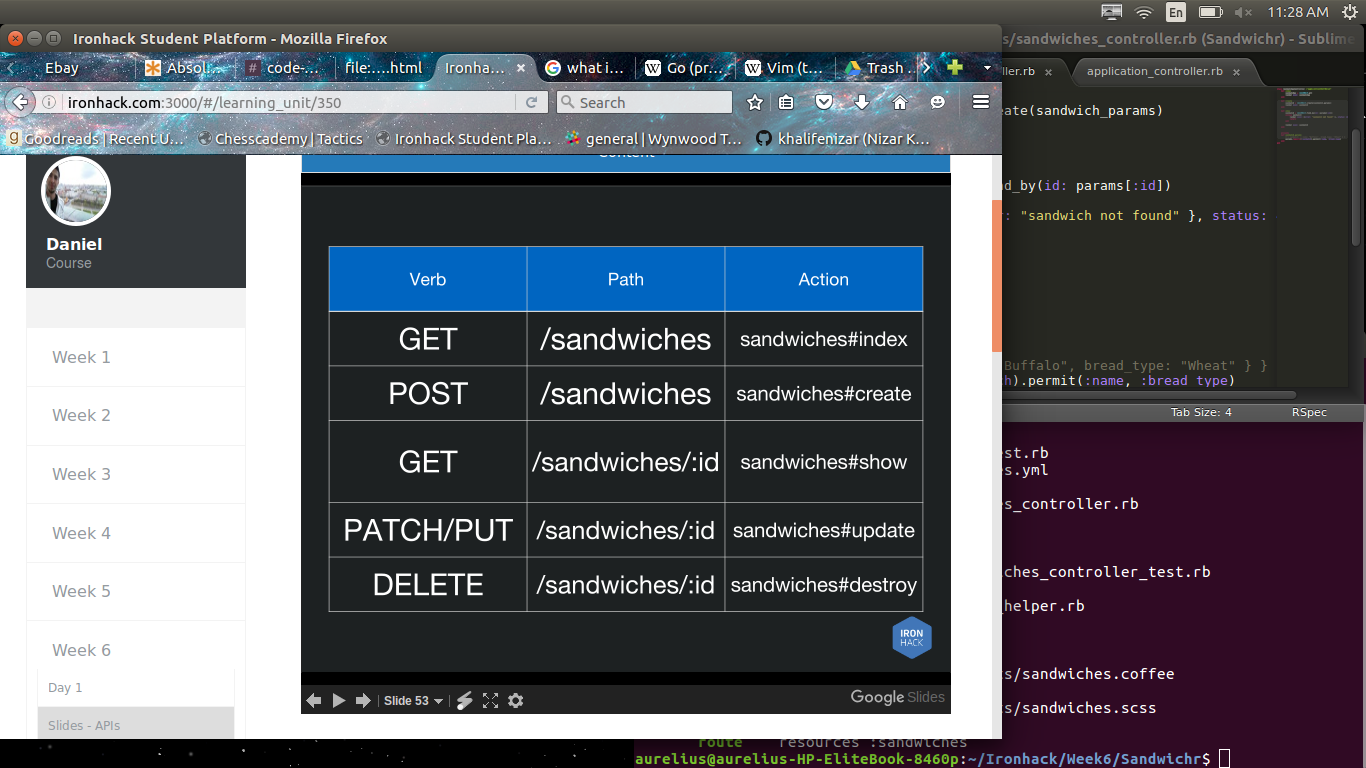 En
11:28 AM
Ironhack Student Platform - Mozilla Firefox
s/sandwiches_controller.rb (Sandwichr) - Sublime
Ebay
Absol...
code-...
file:....html
Ironha...
what i...
Go (pr...
Vim (t...
Trash ...
ller.rb
application_controller.rb
ironhack.com:3000/#/learning_unit/350
Search
Goodreads | Recent U...
Chesscademy | Tactics
Ironhack Student Pla...
general | Wynwood T...
khalifenizar (Nizar K...
eate(sandwich_params)
nd_by(id: params[:id])
: "sandwich not found" }, status:
Buffalo", bread_type: "Wheat" } }
h).permit(:name, :bread_type)
Tab Size: 4
RSpec
Daniel
Course
Week 1
Week 2
Week 3
Week 4
Week 5
Week 6
Day 1
Slides - APIs
Content
Verb Path Action
GET /sandwiches sandwiches#index
POST /sandwiches sandwiches#create
GET /sandwiches/:id sandwiches#show
PATCH/PUT /sandwiches/:id sandwiches#update
DELETE /sandwiches/:id sandwiches#destroy
IRON
HACK
Slide 53
Google Slides
est.rb
s.yml
s_controller.rb
ches_controller_test.rb
_helper.rb
s/sandwiches.coffee
s/sandwiches.scss
route resources :sandwiches
aurelius@aurelius-HP-EliteBook-8460p:~/Ironhack/Week6/Sandwichr$